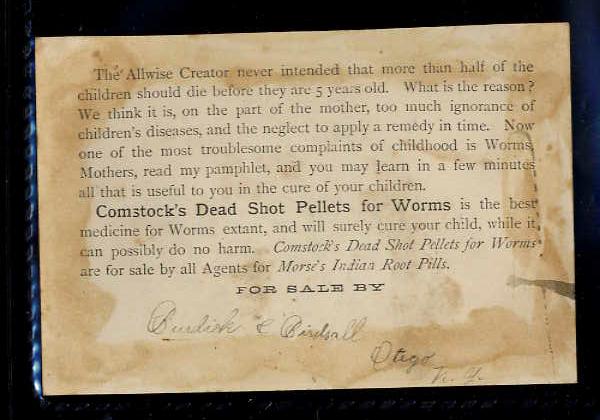 The Allwise Creator never intended that more than half of the
children should die before they are 5 years old. What is the reason?
We think it is, on the part of the mother, too much ignorance of
children's diseases, and the neglect to apply a remedy in time. Now
one of the most troublesome complaints of childhood is Worms,
Mothers, read my pamphlet, and you may learn in a few minutes
all that is useful to you in the cure of your children.
Comstock's Dead Shot Pellets for Worms is the best
medicine for Worms extant, and will surely cure your child, while it
can possibly do no harm. Comstock's Dead Shot Pellets for Worms
are for sale by all Agents for Morse's Indian Root Pills.
FOR SALE BY
Burdick & Birdsall
Otego
N. Y.